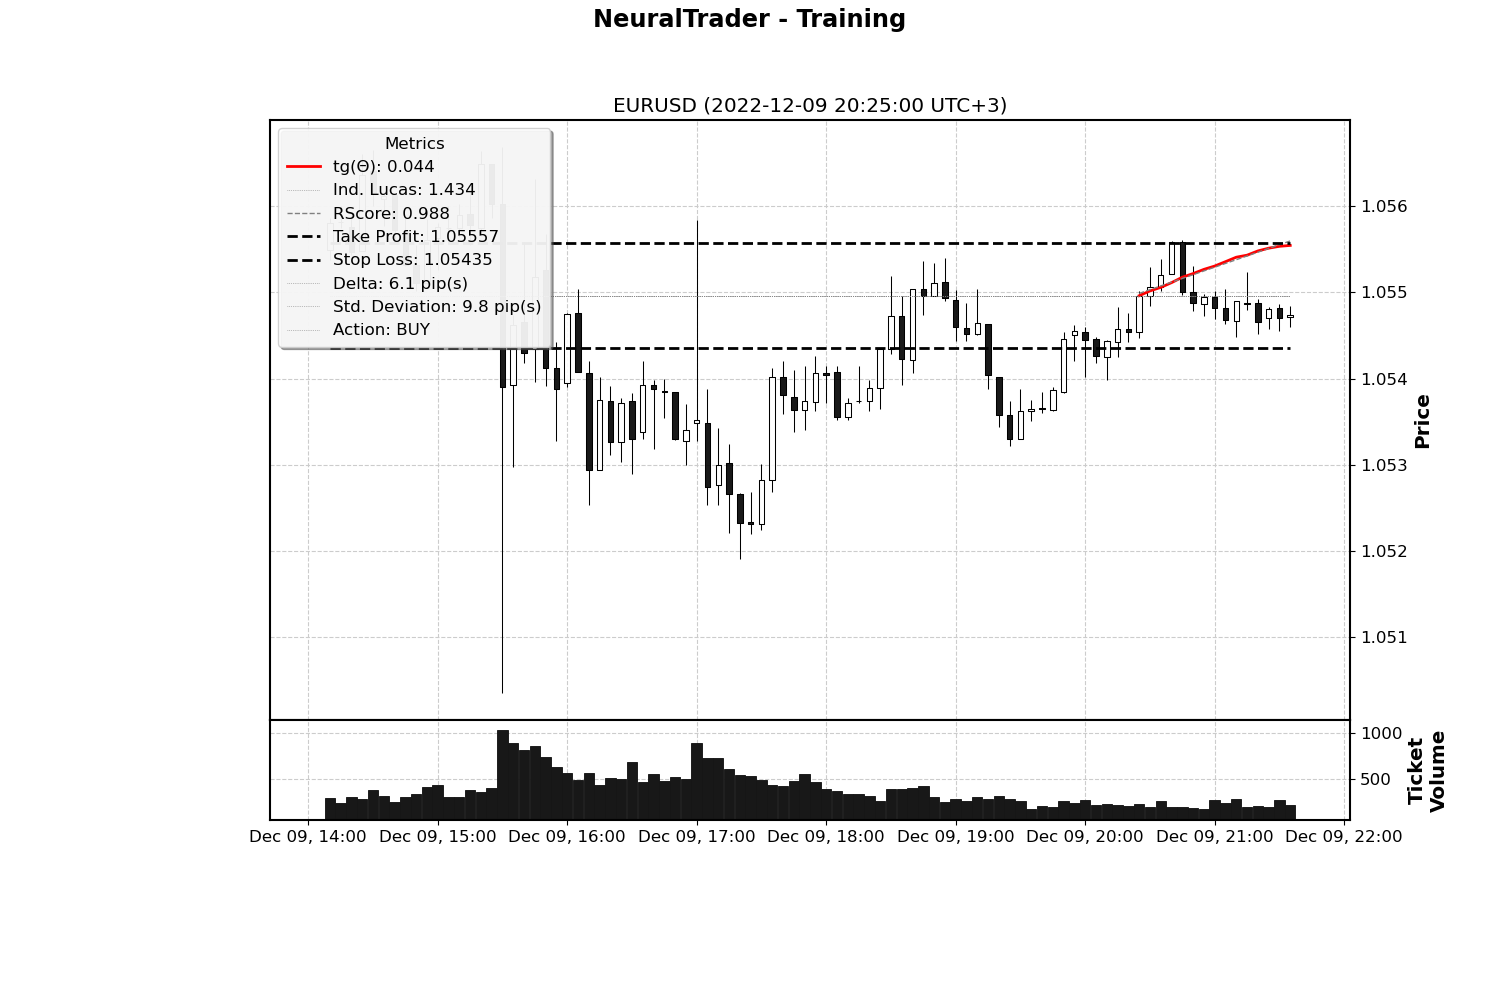 NeuralTrader - Training
EURUSD (2022-12-09 20:25:00 UTC+3)
Metrics
tg(Θ): 0.044
Ind. Lucas: 1.434
RScore: 0.988
Take Profit: 1.05557
Stop Loss: 1.05435
Delta: 6.1 pip(s)
Std. Deviation: 9.8 pip(s)
Action: BUY
1.056
1.055
1.054
1.053
1.052
1.051
Price
1000
500
Ticket
Volume
Dec 09, 14:00
Dec 09, 15:00
Dec 09, 16:00
Dec 09, 17:00
Dec 09, 18:00
Dec 09, 19:00
Dec 09, 20:00
Dec 09, 21:00
Dec 09, 22:00